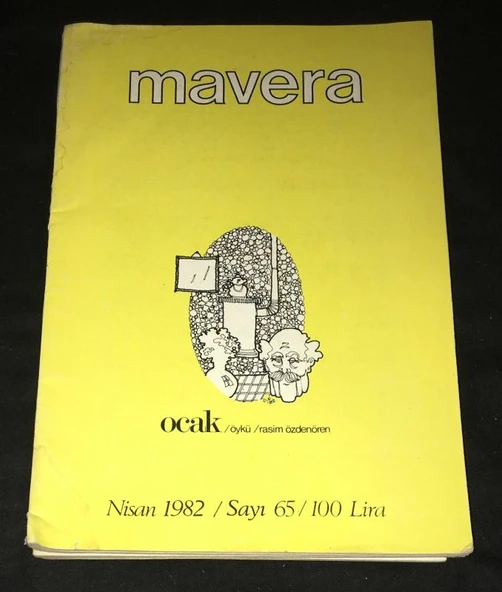 mavera
ocak /öykü /rasim özdenören
Nisan 1982 / Sayı 65 / 100 Lira